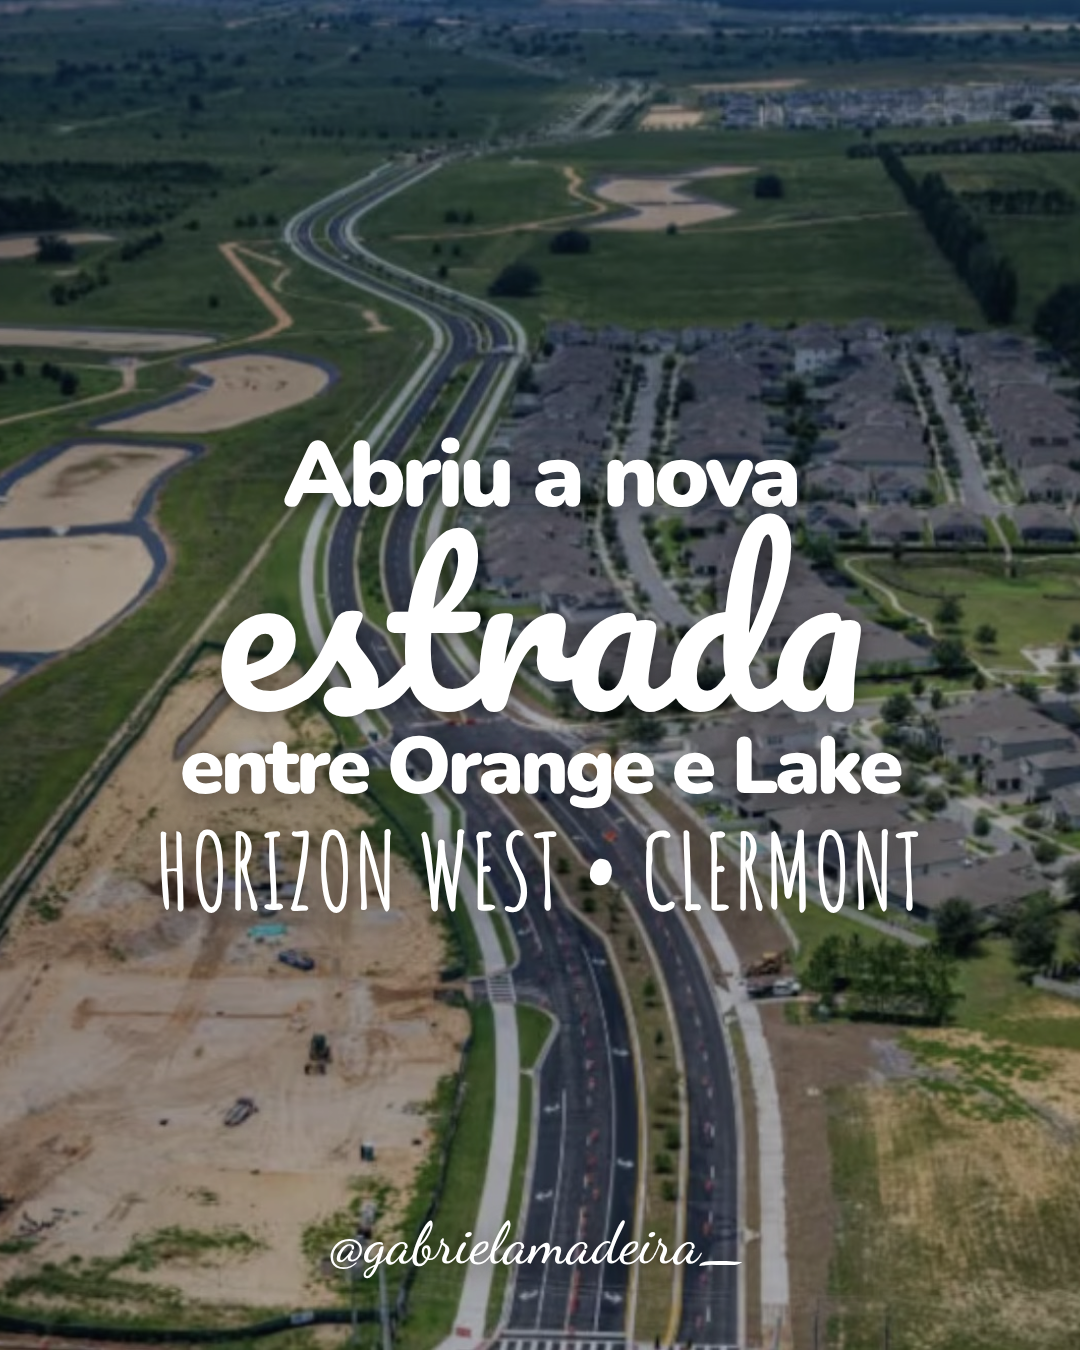 Abriu a nova
estrada
entre Orange e Lake
HORIZON WEST • CLERMONT
@gabrielamadeira_